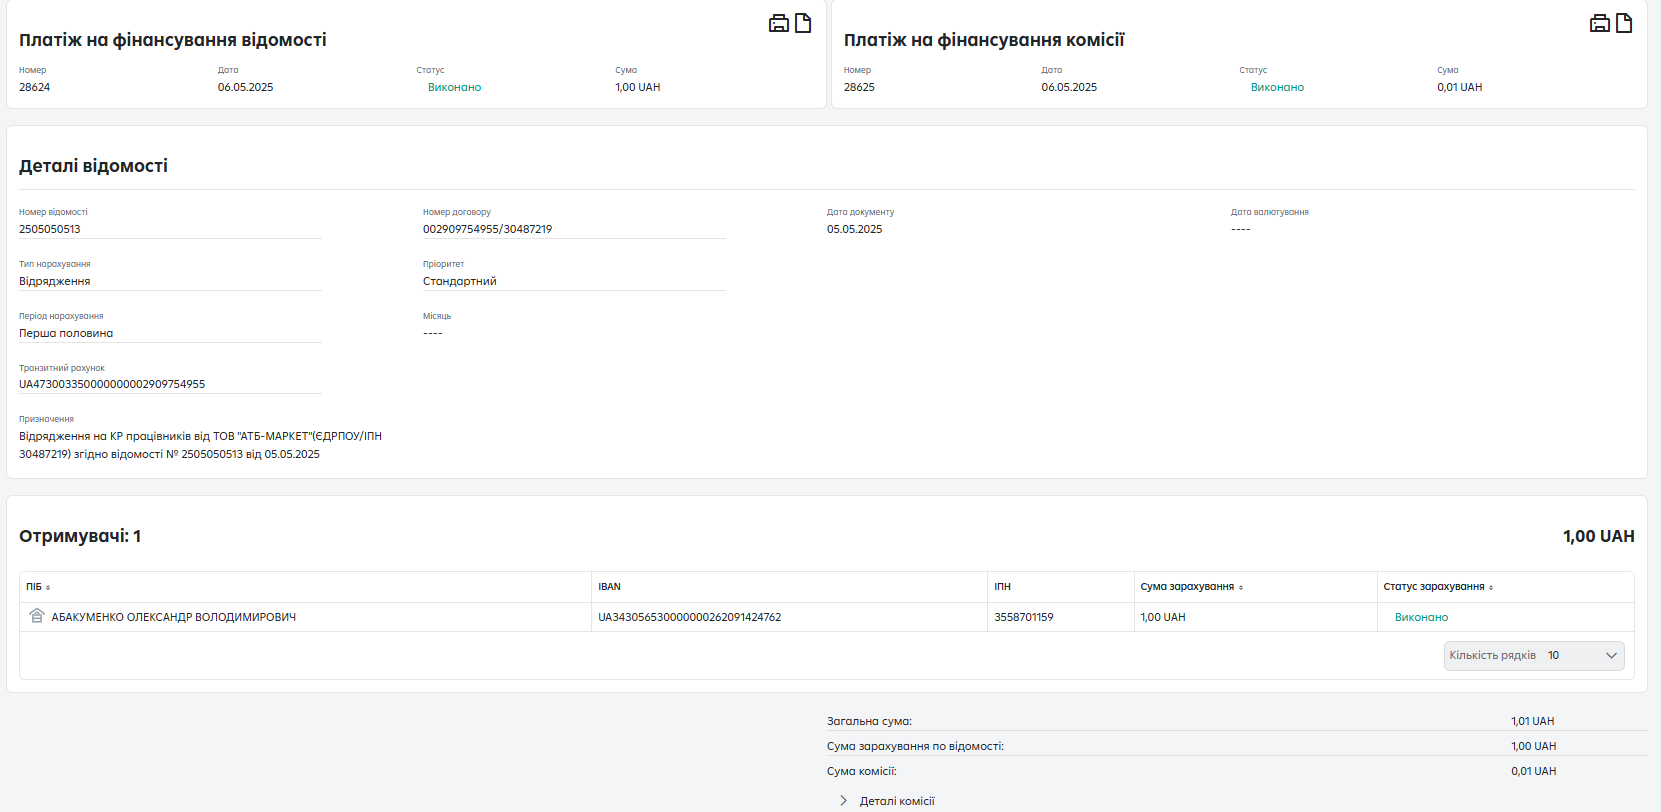 Платіж на фінансування відомості
Номер Дата Статус Сума
28624 06.05.2025 Виконано 1,00 UAH
Платіж на фінансування комісії
Номер Дата Статус Сума
28625 06.05.2025 Виконано 0,01 UAH
Деталі відомості
Номер відомості Номер договору Дата документу Дата валютування
2505050513 002909754955/30487219 05.05.2025 ----
Тип нарахування Пріоритет
Відрядження Стандартний
Період нарахування Місяць
Перша половина ----
Транзитний рахунок
UA473003350000000002909754955
Призначення
Відрядження на КР працівників від ТОВ "АТБ-МАРКЕТ"(ЄДРПОУ/ІПН
30487219) згідно відомості № 2505050513 від 05.05.2025
Отримувачі: 1 1,00 UAH
ПІБ IBAN ІПН Сума зарахування Статус зарахування
АБАКУМЕНКО ОЛЕКСАНДР ВОЛОДИМИРОВИЧ UA343056530000000262091424762 3558701159 1,00 UAH Виконано
Кількість рядків 10
Загальна сума: 1,01 UAH
Сума зарахування по відомості: 1,00 UAH
Сума комісії: 0,01 UAH
Деталі комісії